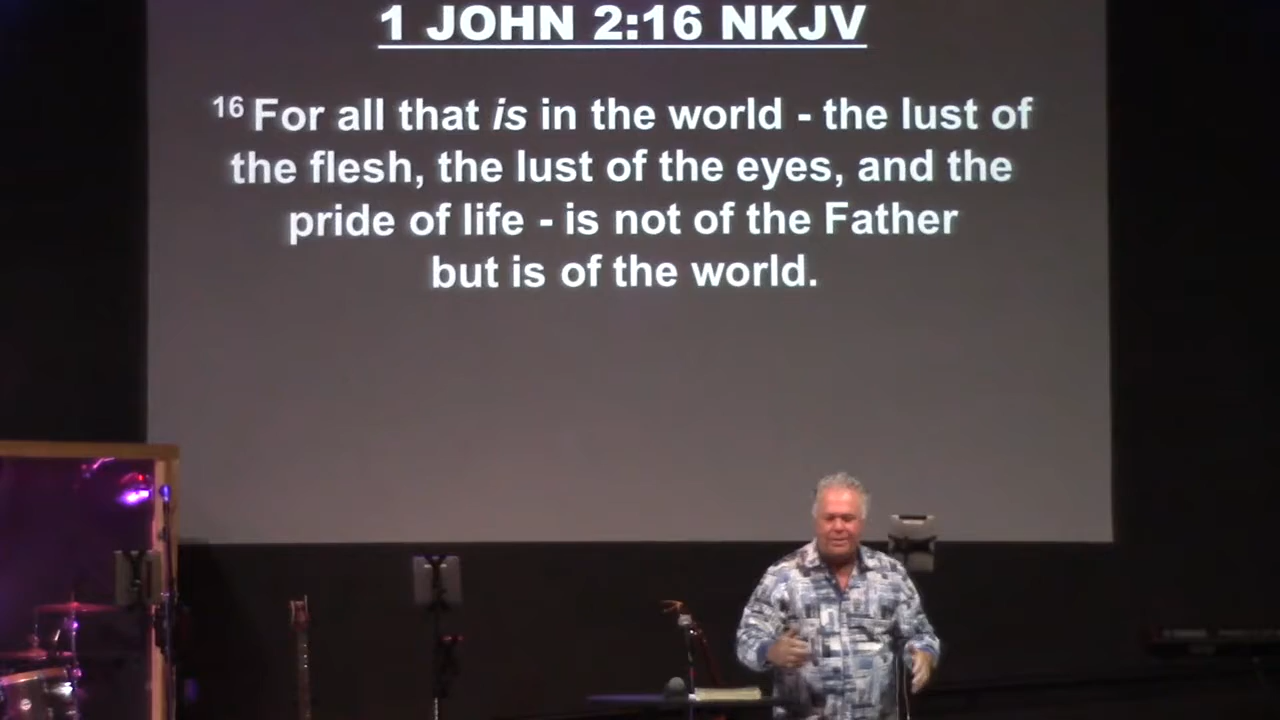 1 JOHN 2:16 NKJV
16 For all that is in the world - the lust of
the flesh, the lust of the eyes, and the
pride of life - is not of the Father
but is of the world.